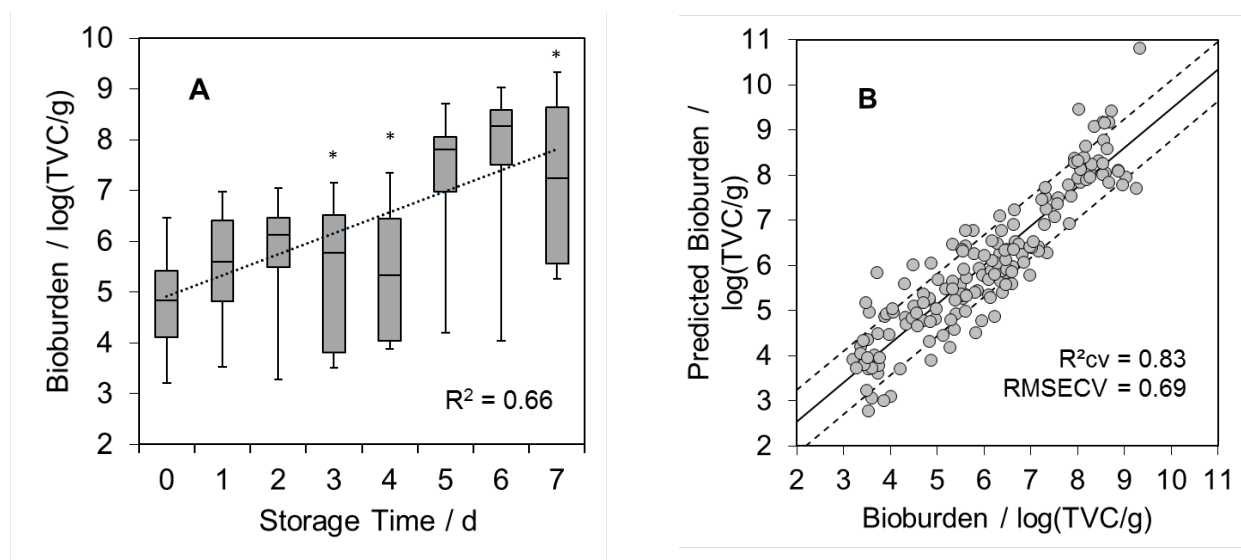 Bioburden / log(TVC/g)
10
9
8
7
6
5
4
3
2
A
*
*
*
R² = 0.66
0 1 2 3 4 5 6 7
Storage Time / d
Predicted Bioburden /
log(TVC/g)
11
10
9
8
7
6
5
4
3
2
B
R²cv = 0.83
RMSECV = 0.69
2 3 4 5 6 7 8 9 10 11
Bioburden / log(TVC/g)